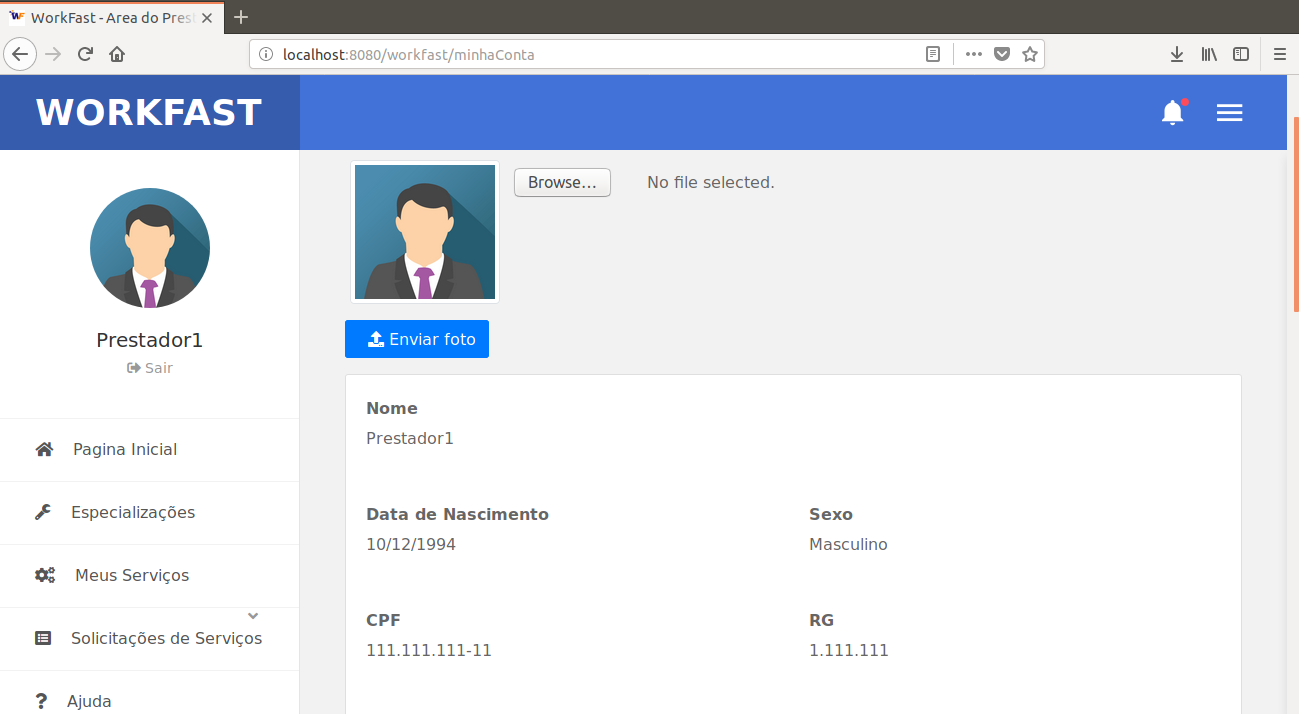 WorkFast - Area do Pres
localhost:8080/workfast/minhaConta
WORKFAST
Browse... No file selected.
Prestador1
Sair
Enviar foto
Nome
Prestador1
Pagina Inicial
Especializações
Data de Nascimento Sexo
10/12/1994 Masculino
Meus Serviços
Solicitações de Serviços
CPF RG
111.111.111-11 1.111.111
Ajuda